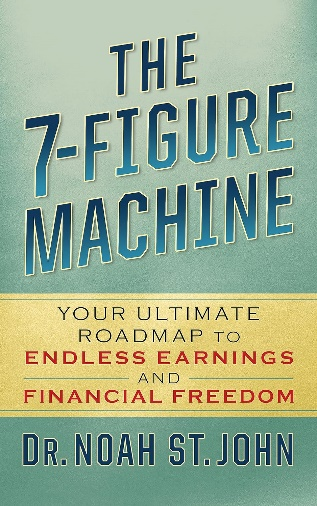 THE
7-FIGURE
MACHINE
YOUR ULTIMATE
ROADMAP TO
ENDLESS EARNINGS
AND
FINANCIAL FREEDOM
DR. NOAH ST. JOHN